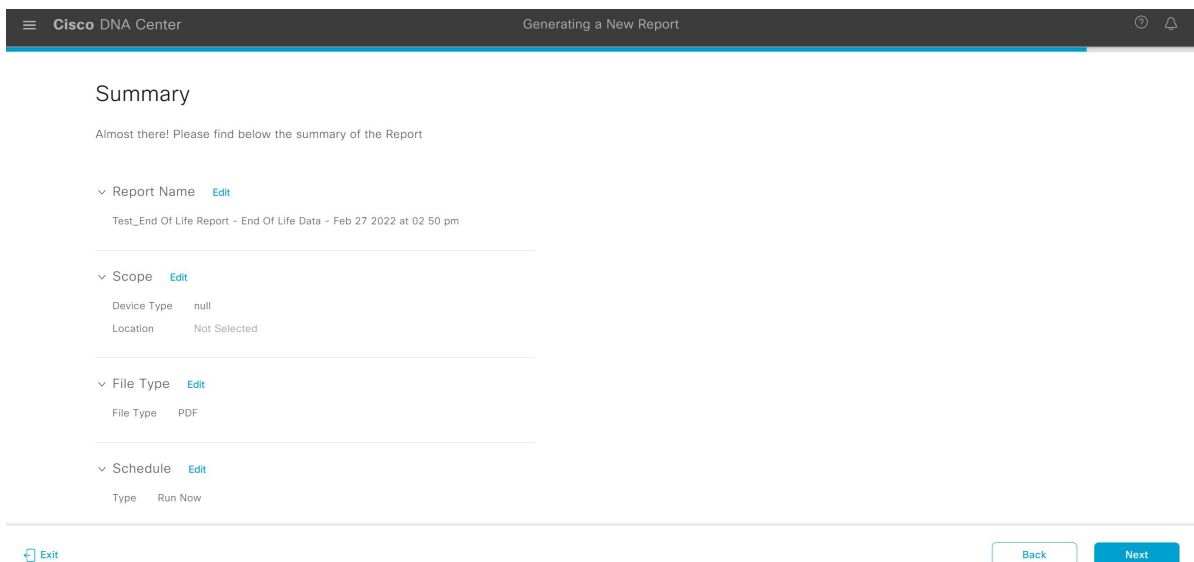 Cisco DNA Center
Generating a New Report
Summary
Almost there! Please find below the summary of the Report
Report Name Edit
Test_End Of Life Report - End Of Life Data - Feb 27 2022 at 02 50 pm
Scope Edit
Device Type null
Location Not Selected
File Type Edit
File Type PDF
Schedule Edit
Type Run Now
Exit
Back
Next